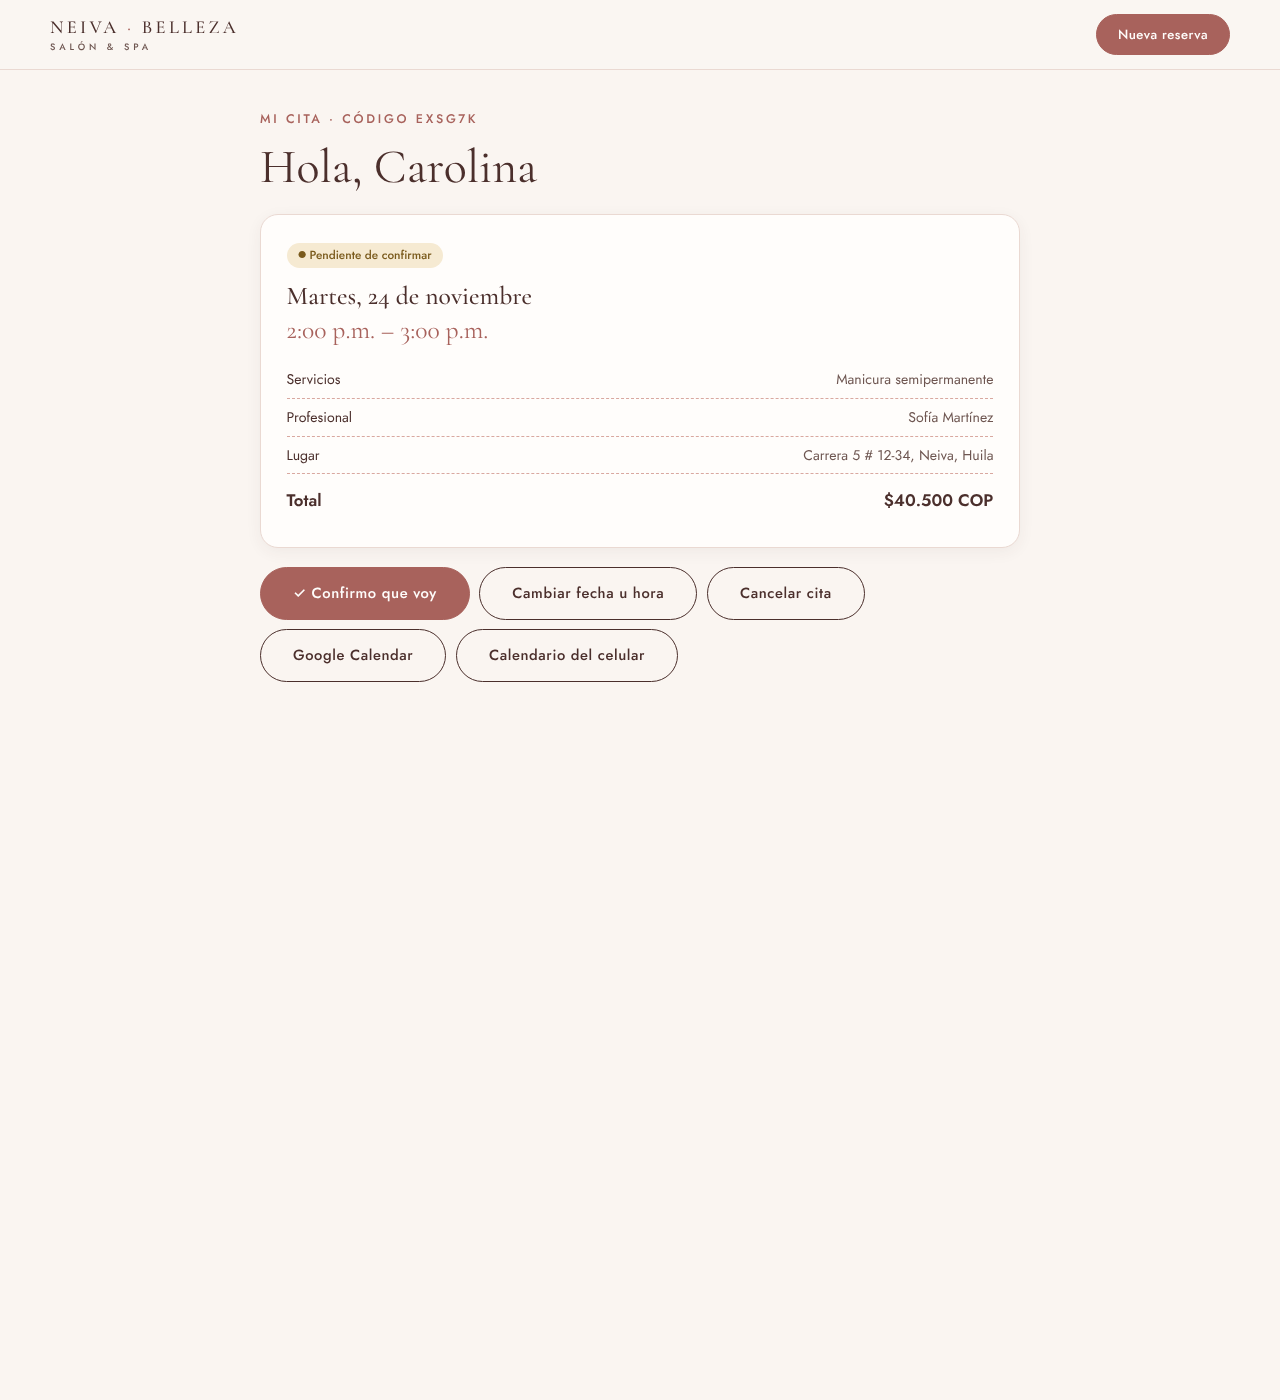 NEIVA · BELLEZA
SALÓN & SPA
Nueva reserva
MI CITA · CÓDIGO EXSG7K
Hola, Carolina
● Pendiente de confirmar
Martes, 24 de noviembre
2:00 p.m. – 3:00 p.m.
Servicios Manicura semipermanente
Profesional Sofía Martínez
Lugar Carrera 5 # 12-34, Neiva, Huila
Total $40.500 COP
✓ Confirmo que voy Cambiar fecha u hora Cancelar cita
Google Calendar Calendario del celular